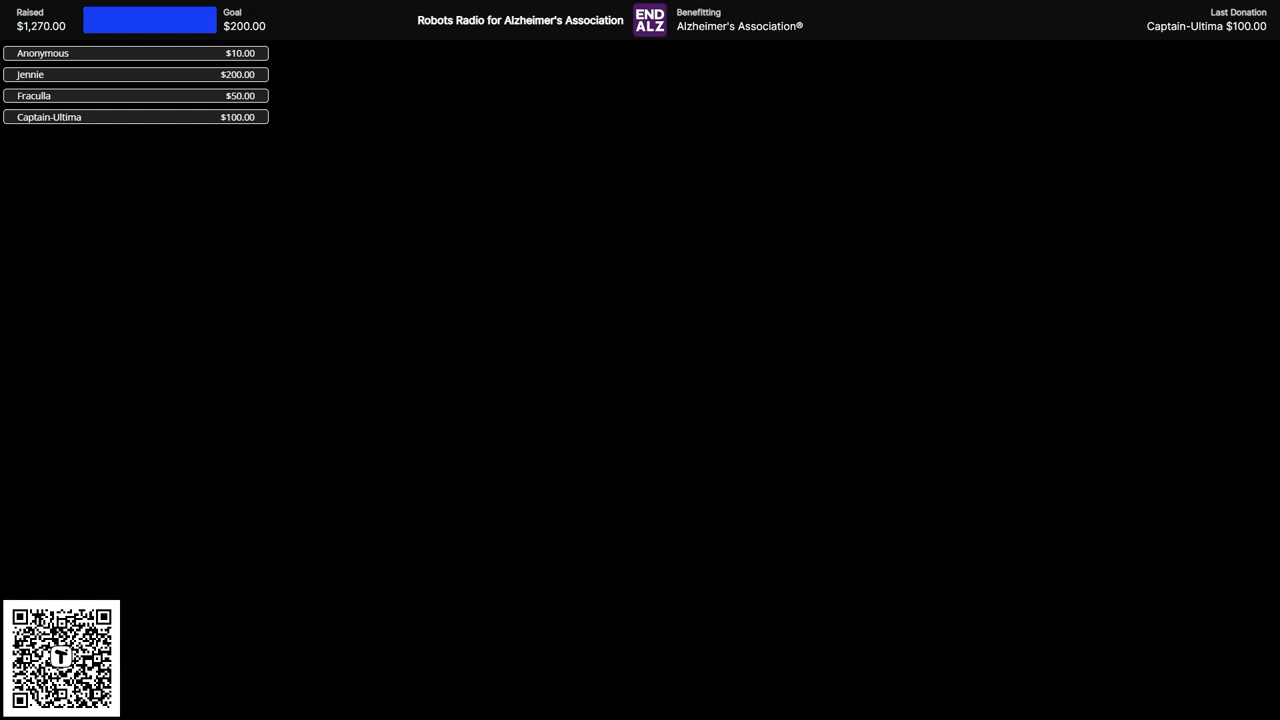 Raised
$1,270.00
Goal
$200.00
Robots Radio for Alzheimer's Association
END
ALZ
Benefitting
Alzheimer's Association®
Last Donation
Captain-Ultima $100.00
Anonymous $10.00
Jennie $200.00
Fraculla $50.00
Captain-Ultima $100.00
T